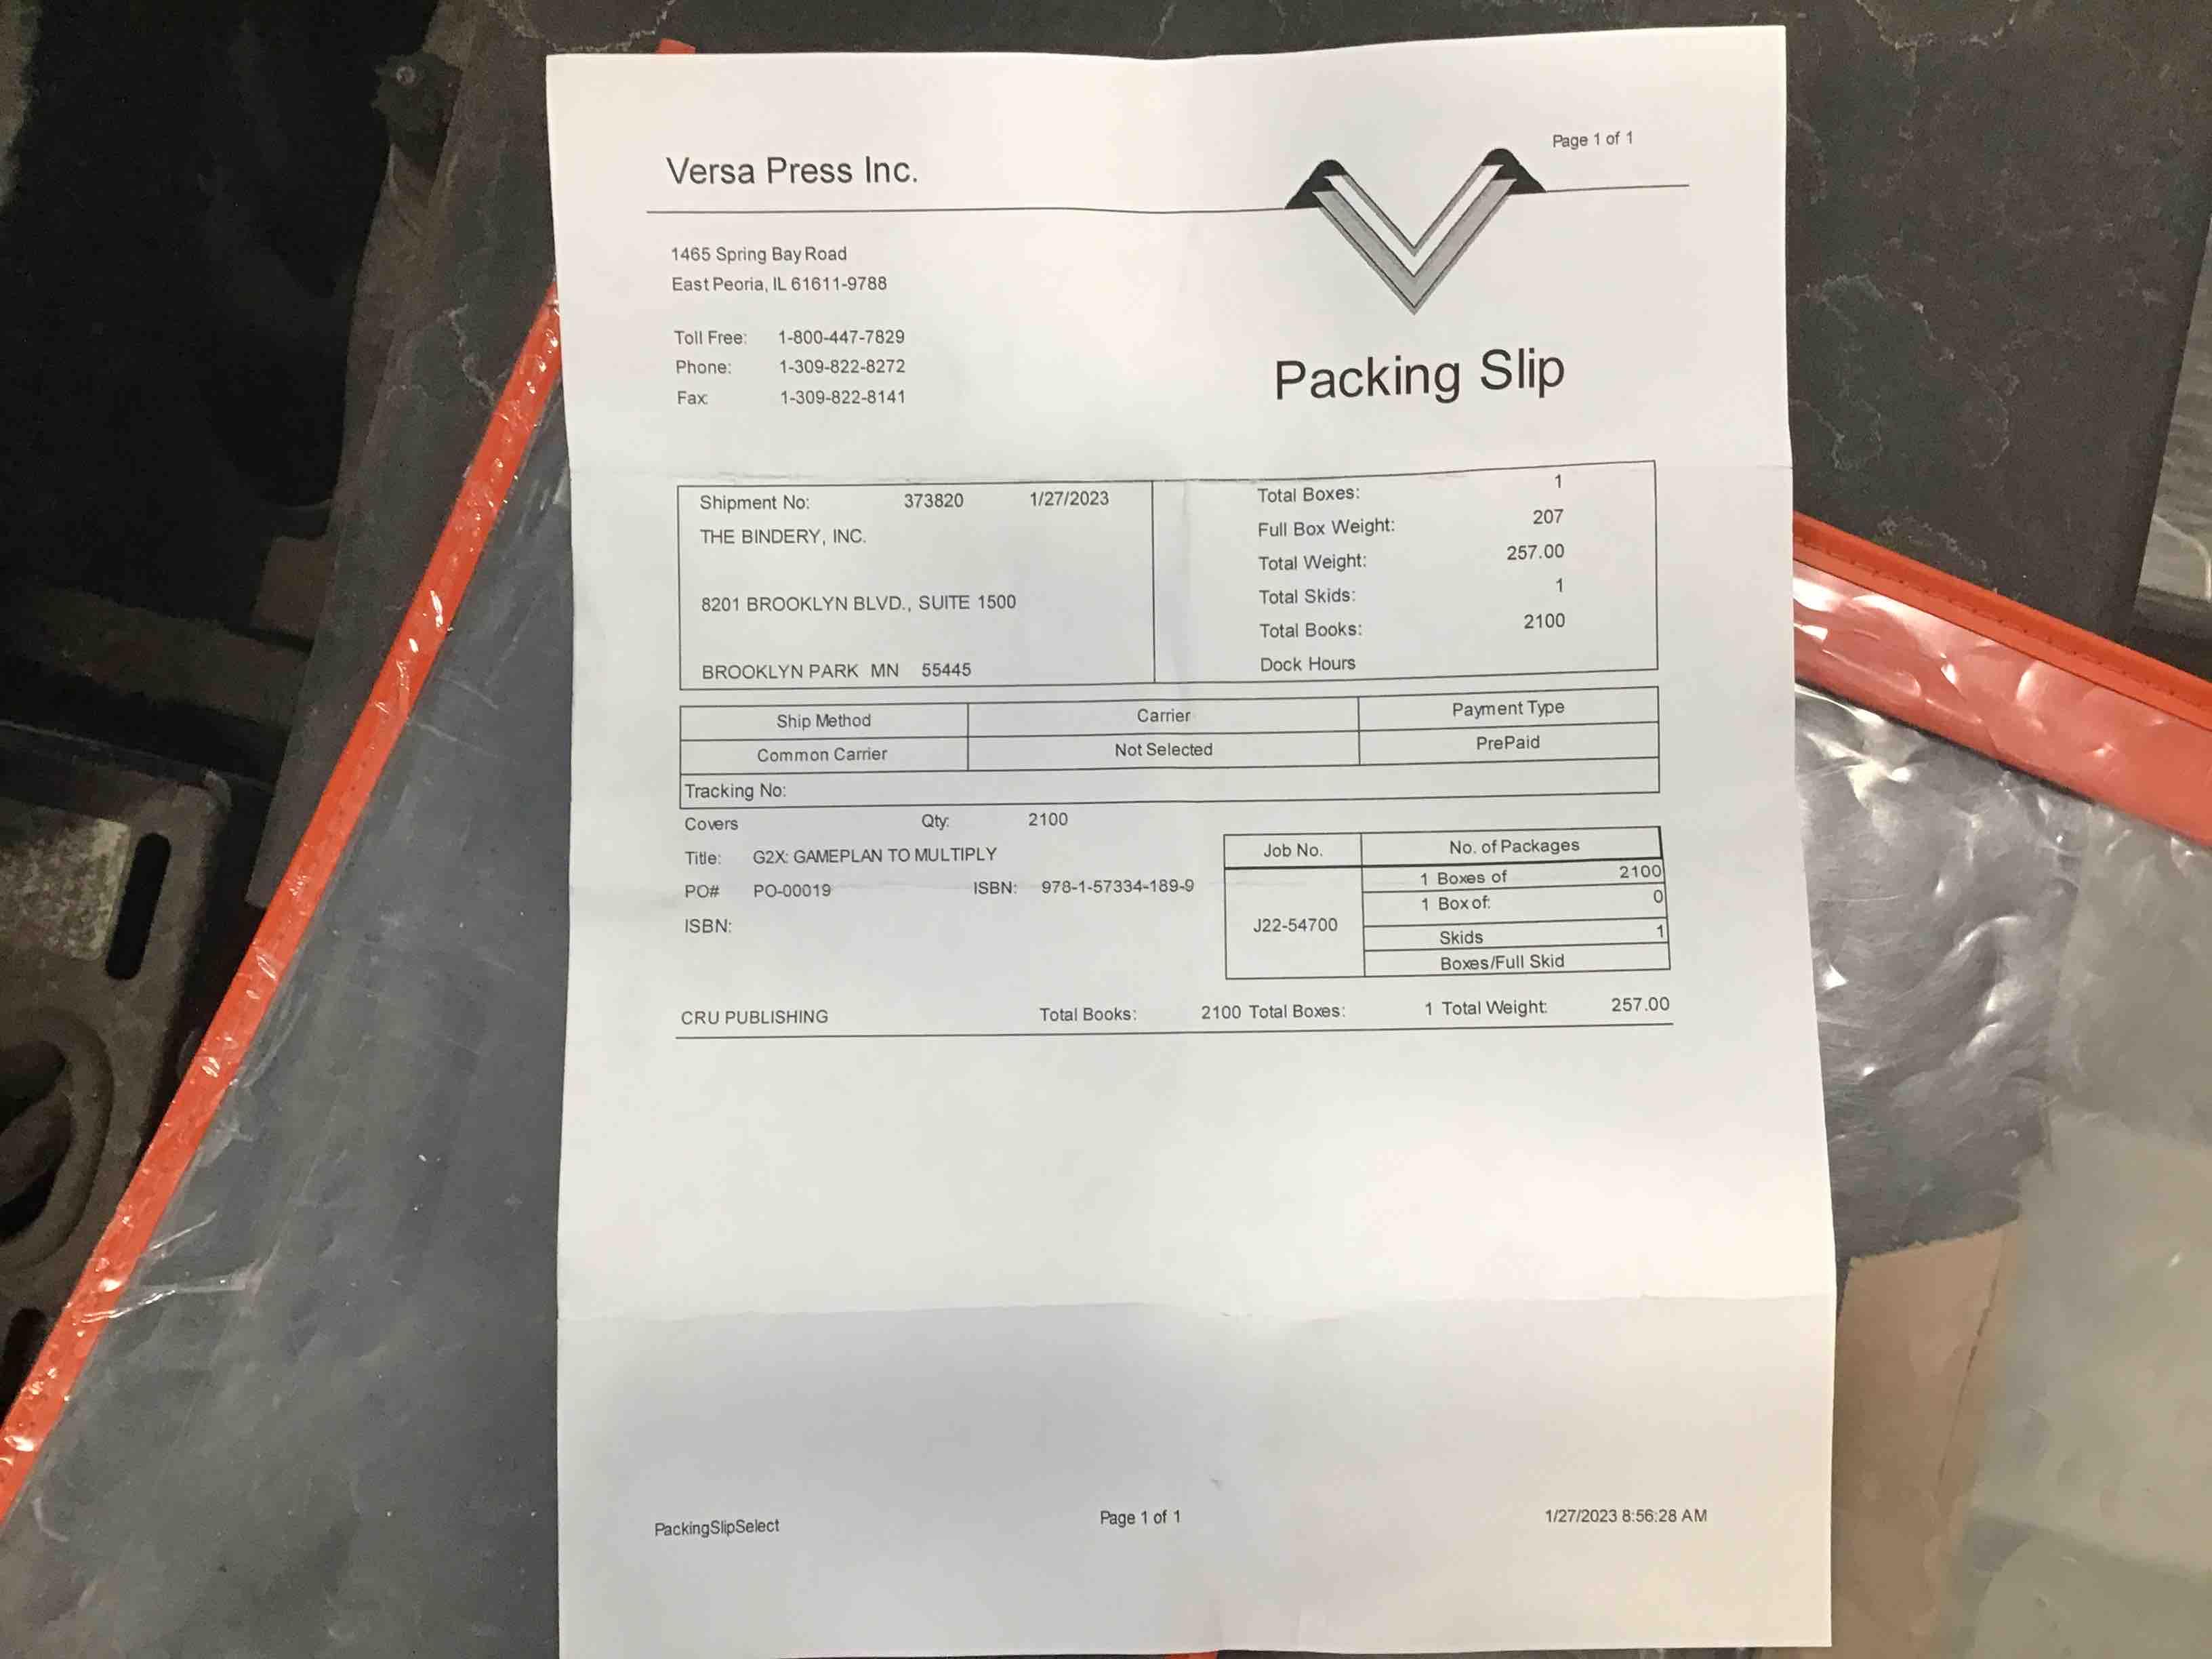 Page 1 of 1
Versa Press Inc.
1465 Spring Bay Road
East Peoria, IL 61611-9788
Toll Free: 1-800-447-7829
Phone: 1-309-822-8272
Fax: 1-309-822-8141
Packing Slip
Shipment No: 373820 1/27/2023
THE BINDERY, INC.
8201 BROOKLYN BLVD., SUITE 1500
BROOKLYN PARK MN 55445
Total Boxes: 1
Full Box Weight: 207
Total Weight: 257.00
Total Skids: 1
Total Books: 2100
Dock Hours
Ship Method Carrier Payment Type
Common Carrier Not Selected PrePaid
Tracking No:
Covers Qty: 2100
Title: G2X: GAMEPLAN TO MULTIPLY
PO# PO-00019 ISBN: 978-1-57334-189-9
ISBN:
Job No. No. of Packages
J22-54700
1 Boxes of 2100
1 Box of: 0
Skids 1
Boxes/Full Skid
CRU PUBLISHING Total Books: 2100 Total Boxes: 1 Total Weight: 257.00
PackingSlipSelect Page 1 of 1 1/27/2023 8:56:28 AM